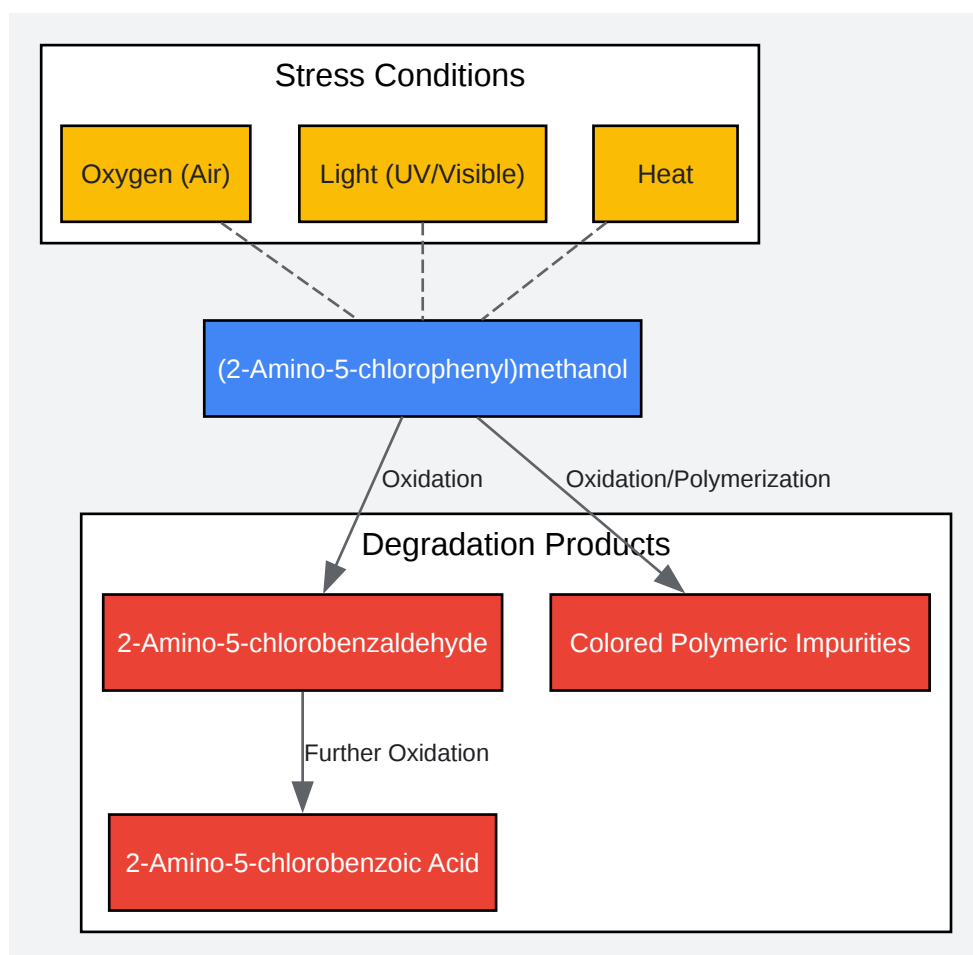 Stress Conditions
Oxygen (Air)
Light (UV/Visible)
Heat
(2-Amino-5-chlorophenyl)methanol
Oxidation
Oxidation/Polymerization
Degradation Products
2-Amino-5-chlorobenzaldehyde
Colored Polymeric Impurities
Further Oxidation
2-Amino-5-chlorobenzoic Acid